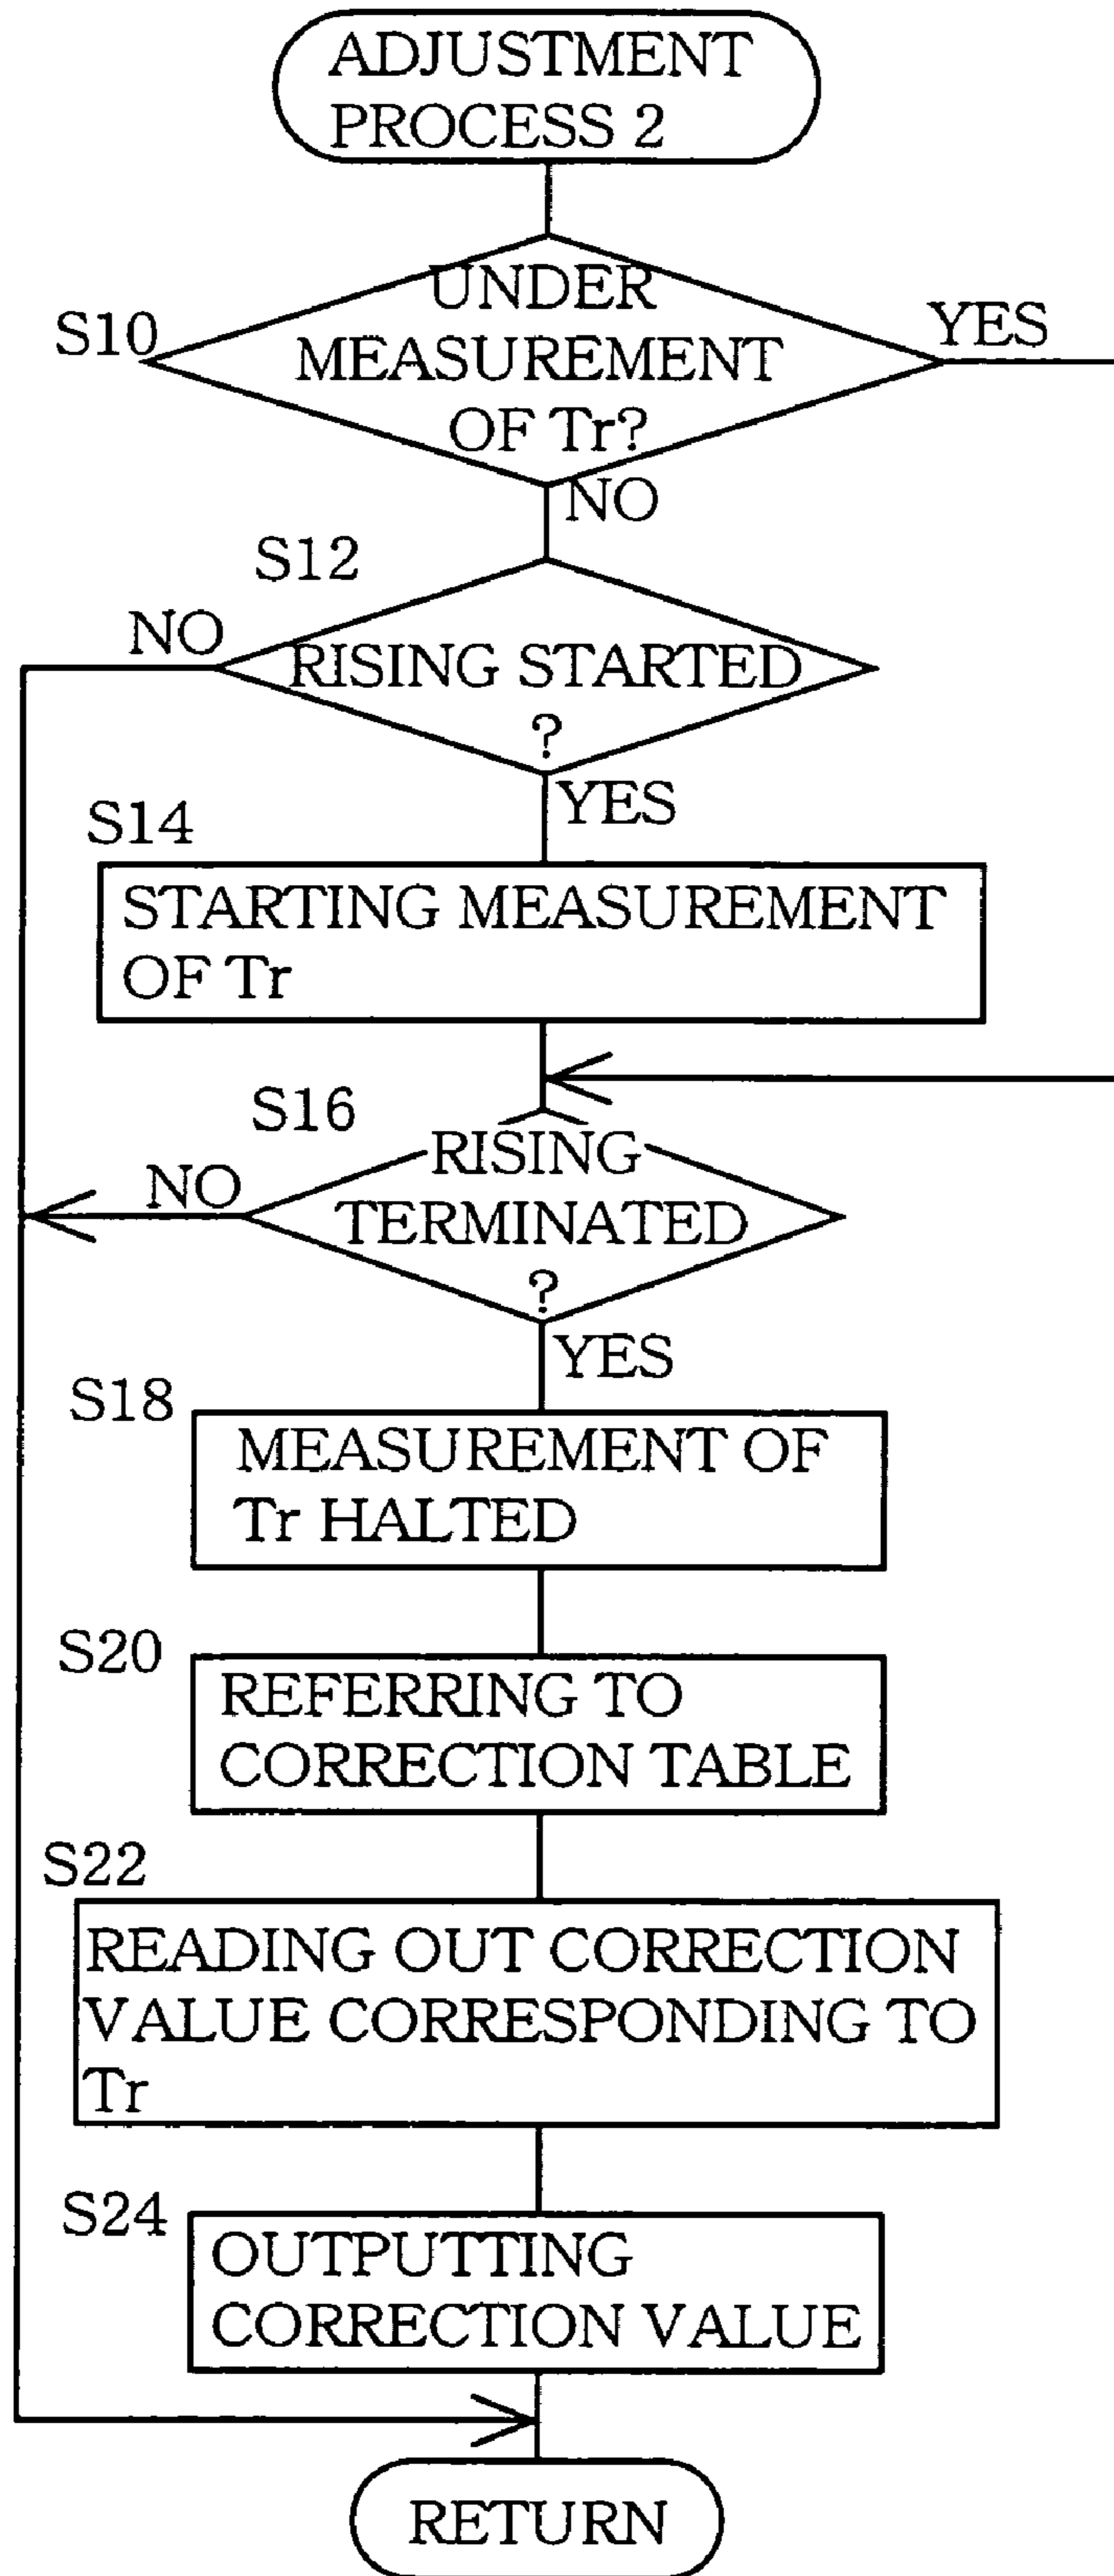 ADJUSTMENT
PROCESS 2
S10
UNDER
MEASUREMENT
OF Tr?
YES
NO
S12
NO
RISING STARTED
?
YES
S14
STARTING MEASUREMENT
OF Tr
S16
NO
RISING
TERMINATED
?
YES
S18
MEASUREMENT OF
Tr HALTED
S20
REFERRING TO
CORRECTION TABLE
S22
READING OUT CORRECTION
VALUE CORRESPONDING TO
Tr
S24
OUTPUTTING
CORRECTION VALUE
RETURN